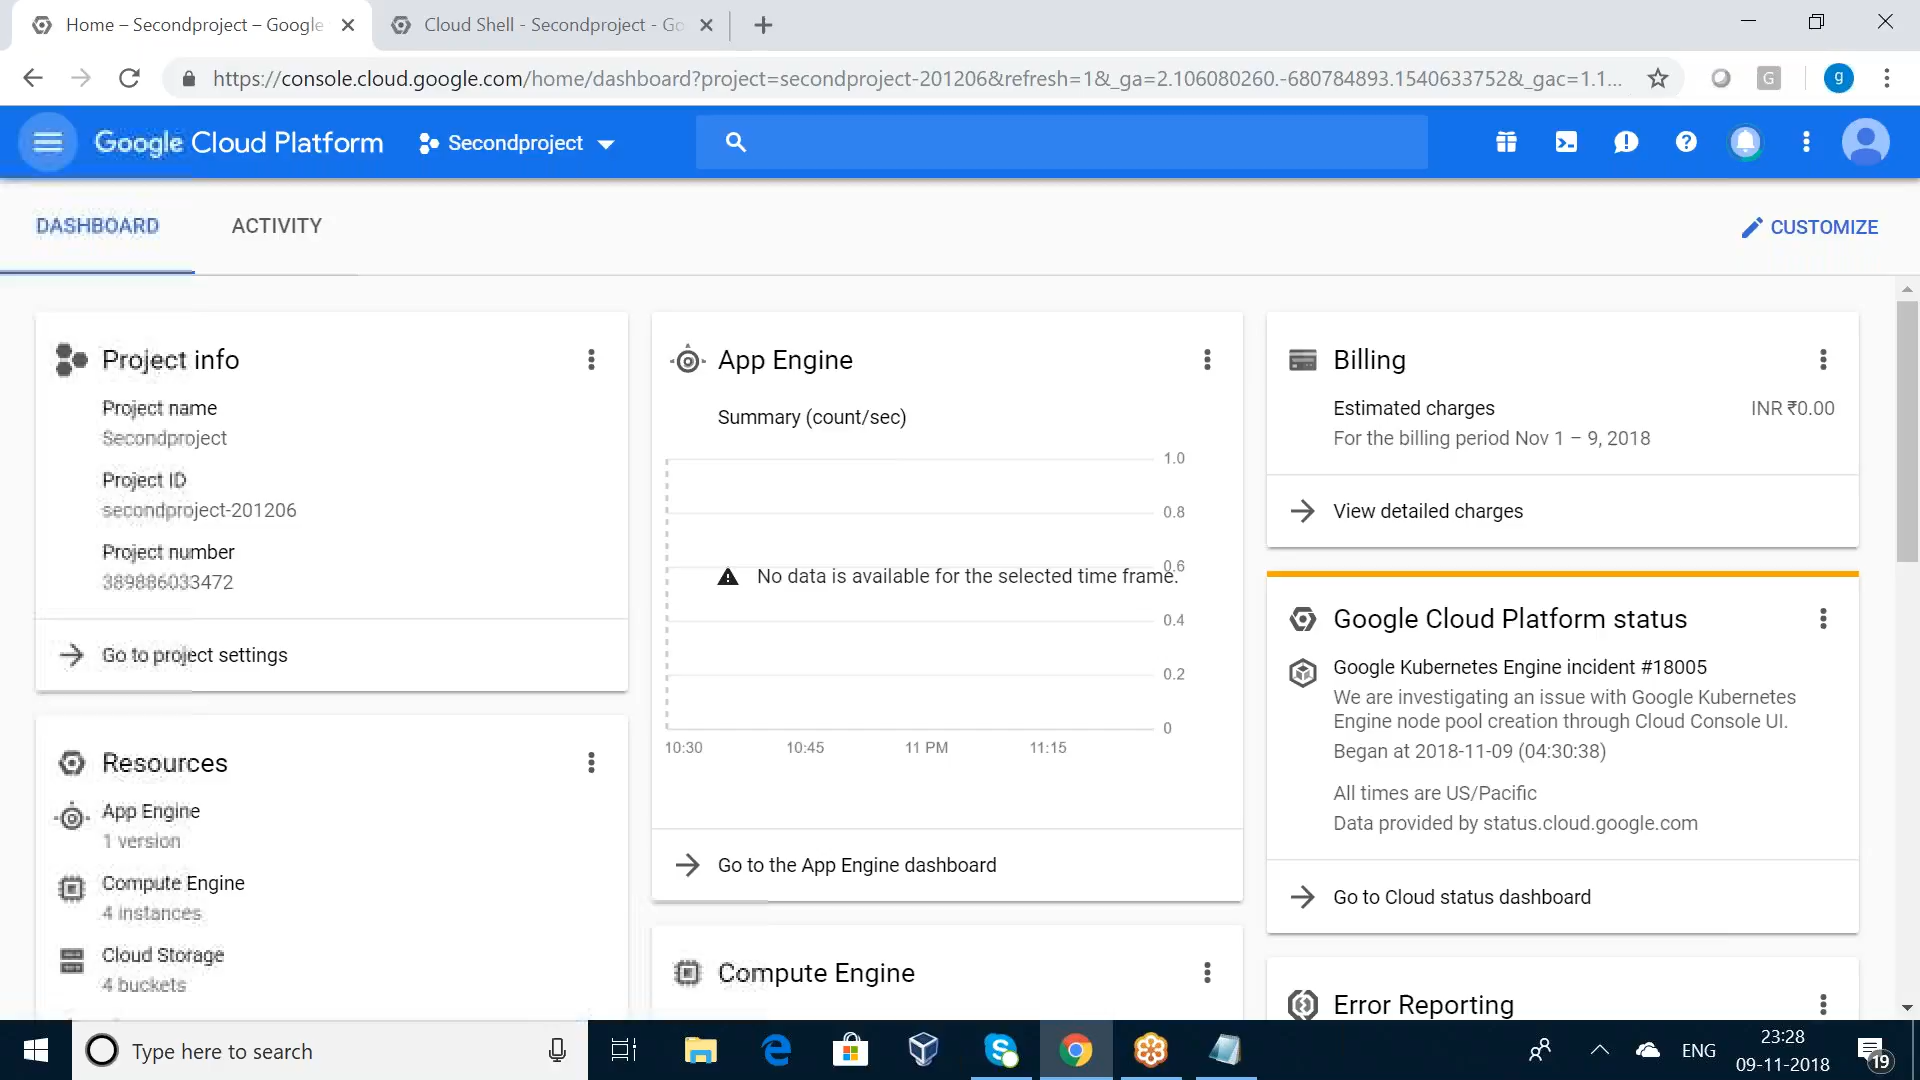 Home – Secondproject – Google
Cloud Shell - Secondproject - Go
https://console.cloud.google.com/home/dashboard?project=secondproject-201206&refresh=1&_ga=2.106080260.-680784893.1540633752&_gac=1.1...
G
g
Google Cloud Platform
Secondproject
DASHBOARD
ACTIVITY
CUSTOMIZE
Project info
Project name
Secondproject
Project ID
secondproject-201206
Project number
389886033472
Go to project settings
Resources
App Engine
1 version
Compute Engine
4 instances
Cloud Storage
4 buckets
App Engine
Summary (count/sec)
1.0
0.8
0.6
No data is available for the selected time frame.
0.4
0.2
0
10:30
10:45
11 PM
11:15
Go to the App Engine dashboard
Compute Engine
Billing
Estimated charges
INR ₹0.00
For the billing period Nov 1 – 9, 2018
View detailed charges
Google Cloud Platform status
Google Kubernetes Engine incident #18005
We are investigating an issue with Google Kubernetes
Engine node pool creation through Cloud Console UI.
Began at 2018-11-09 (04:30:38)
All times are US/Pacific
Data provided by status.cloud.google.com
Go to Cloud status dashboard
Error Reporting
Type here to search
ENG
23:28
09-11-2018
19